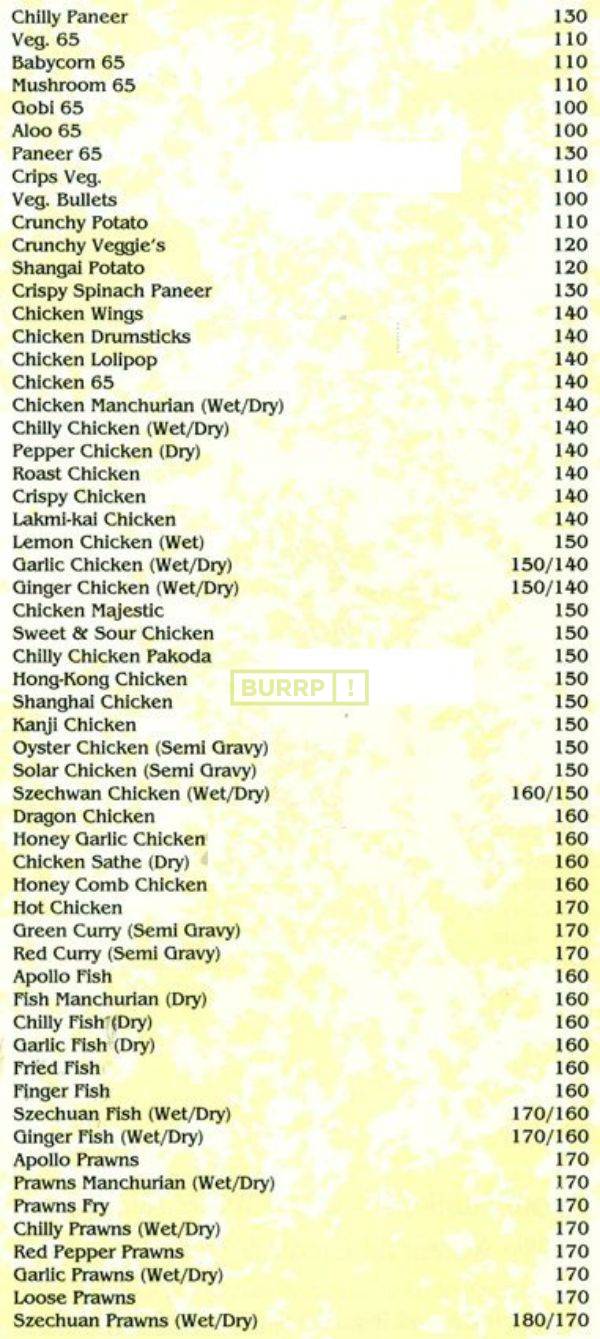 Chilly Paneer 130
Veg. 65 110
Babycorn 65 110
Mushroom 65 110
Gobi 65 100
Aloo 65 100
Paneer 65 130
Crips Veg. 110
Veg. Bullets 100
Crunchy Potato 110
Crunchy Veggie's 120
Shangai Potato 120
Crispy Spinach Paneer 130
Chicken Wings 140
Chicken Drumsticks 140
Chicken Lolipop 140
Chicken 65 140
Chicken Manchurian (Wet/Dry) 140
Chilly Chicken (Wet/Dry) 140
Pepper Chicken (Dry) 140
Roast Chicken 140
Crispy Chicken 140
Lakmi-kai Chicken 140
Lemon Chicken (Wet) 150
Garlic Chicken (Wet/Dry) 150/140
Ginger Chicken (Wet/Dry) 150/140
Chicken Majestic 150
Sweet & Sour Chicken 150
Chilly Chicken Pakoda 150
Hong-Kong Chicken 150
BURRP !
Shanghai Chicken 150
Kanji Chicken 150
Oyster Chicken (Semi Gravy) 150
Solar Chicken (Semi Gravy) 150
Szechwan Chicken (Wet/Dry) 160/150
Dragon Chicken 160
Honey Garlic Chicken 160
Chicken Sathe (Dry) 160
Honey Comb Chicken 160
Hot Chicken 170
Green Curry (Semi Gravy) 170
Red Curry (Semi Gravy) 170
Apollo Fish 160
Fish Manchurian (Dry) 160
Chilly Fish (Dry) 160
Garlic Fish (Dry) 160
Fried Fish 160
Finger Fish 160
Szechuan Fish (Wet/Dry) 170/160
Ginger Fish (Wet/Dry) 170/160
Apollo Prawns 170
Prawns Manchurian (Wet/Dry) 170
Prawns Fry 170
Chilly Prawns (Wet/Dry) 170
Red Pepper Prawns 170
Garlic Prawns (Wet/Dry) 170
Loose Prawns 170
Szechuan Prawns (Wet/Dry) 180/170